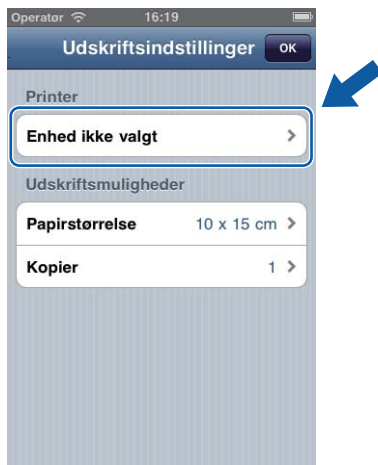 Operatør 16:19
Udskriftsindstillinger OK
Printer
Enhed ikke valgt
Udskriftsmuligheder
Papirstørrelse 10 x 15 cm
Kopier 1